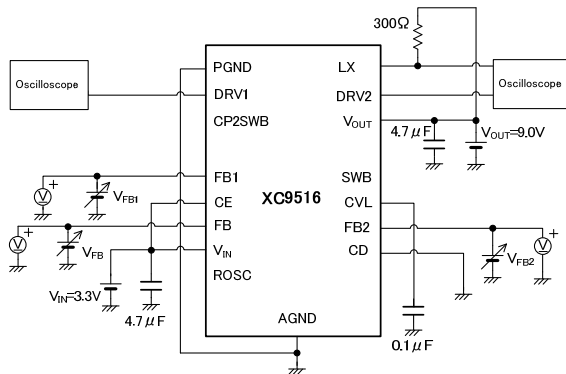 300Ω
PGND
LX
Oscilloscope
DRV1
DRV2
Oscilloscope
CP2SWB
VOUT
4.7μF
VOUT=9.0V
FB1
SWB
V
+
VFB1
CE
XC9516
CVL
FB
FB2
V
+
VFB
VIN
CD
V
+
VFB2
VIN=3.3V
ROSC
4.7μF
AGND
0.1μF